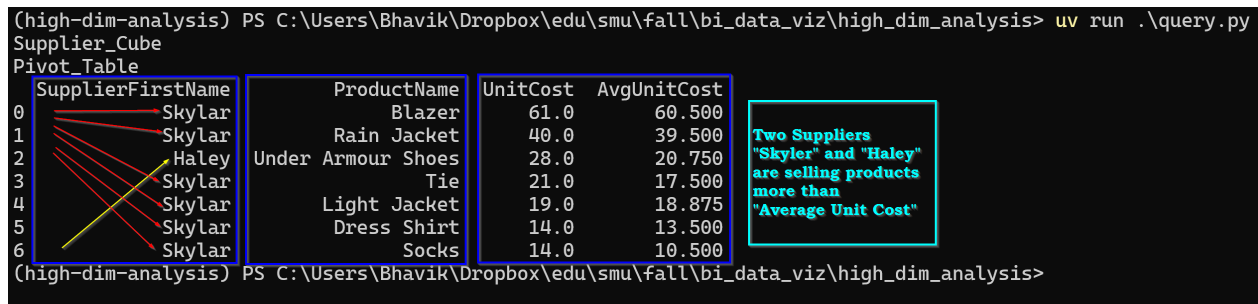 (high-dim-analysis) PS C:\Users\Bhavik\Dropbox\edu\smu\fall\bi_data_viz\high_dim_analysis> uv run .\query.py
Supplier_Cube
Pivot_Table
SupplierFirstName ProductName UnitCost AvgUnitCost
0 Skylar Blazer 61.0 60.500
1 Skylar Rain Jacket 40.0 39.500
2 Haley Under Armour Shoes 28.0 20.750
3 Skylar Tie 21.0 17.500
4 Skylar Light Jacket 19.0 18.875
5 Skylar Dress Shirt 14.0 13.500
6 Skylar Socks 14.0 10.500
(high-dim-analysis) PS C:\Users\Bhavik\Dropbox\edu\smu\fall\bi_data_viz\high_dim_analysis>
Two Suppliers
"Skyler" and "Haley"
are selling products
more than
"Average Unit Cost"